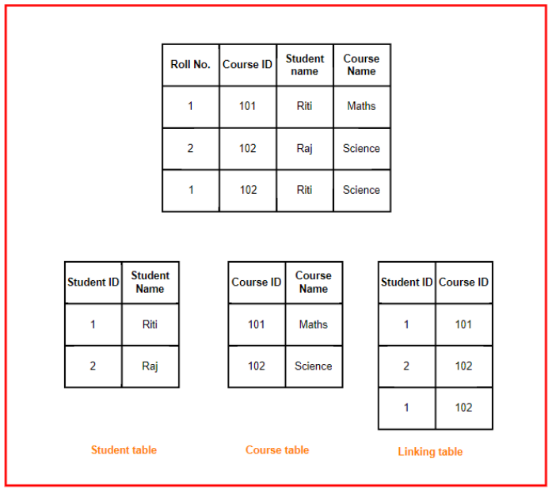 Roll No. Course ID Student name Course Name
1 101 Riti Maths
2 102 Raj Science
1 102 Riti Science
Student ID Student Name
1 Riti
2 Raj
Student table
Course ID Course Name
101 Maths
102 Science
Course table
Student ID Course ID
1 101
2 102
1 102
Linking table